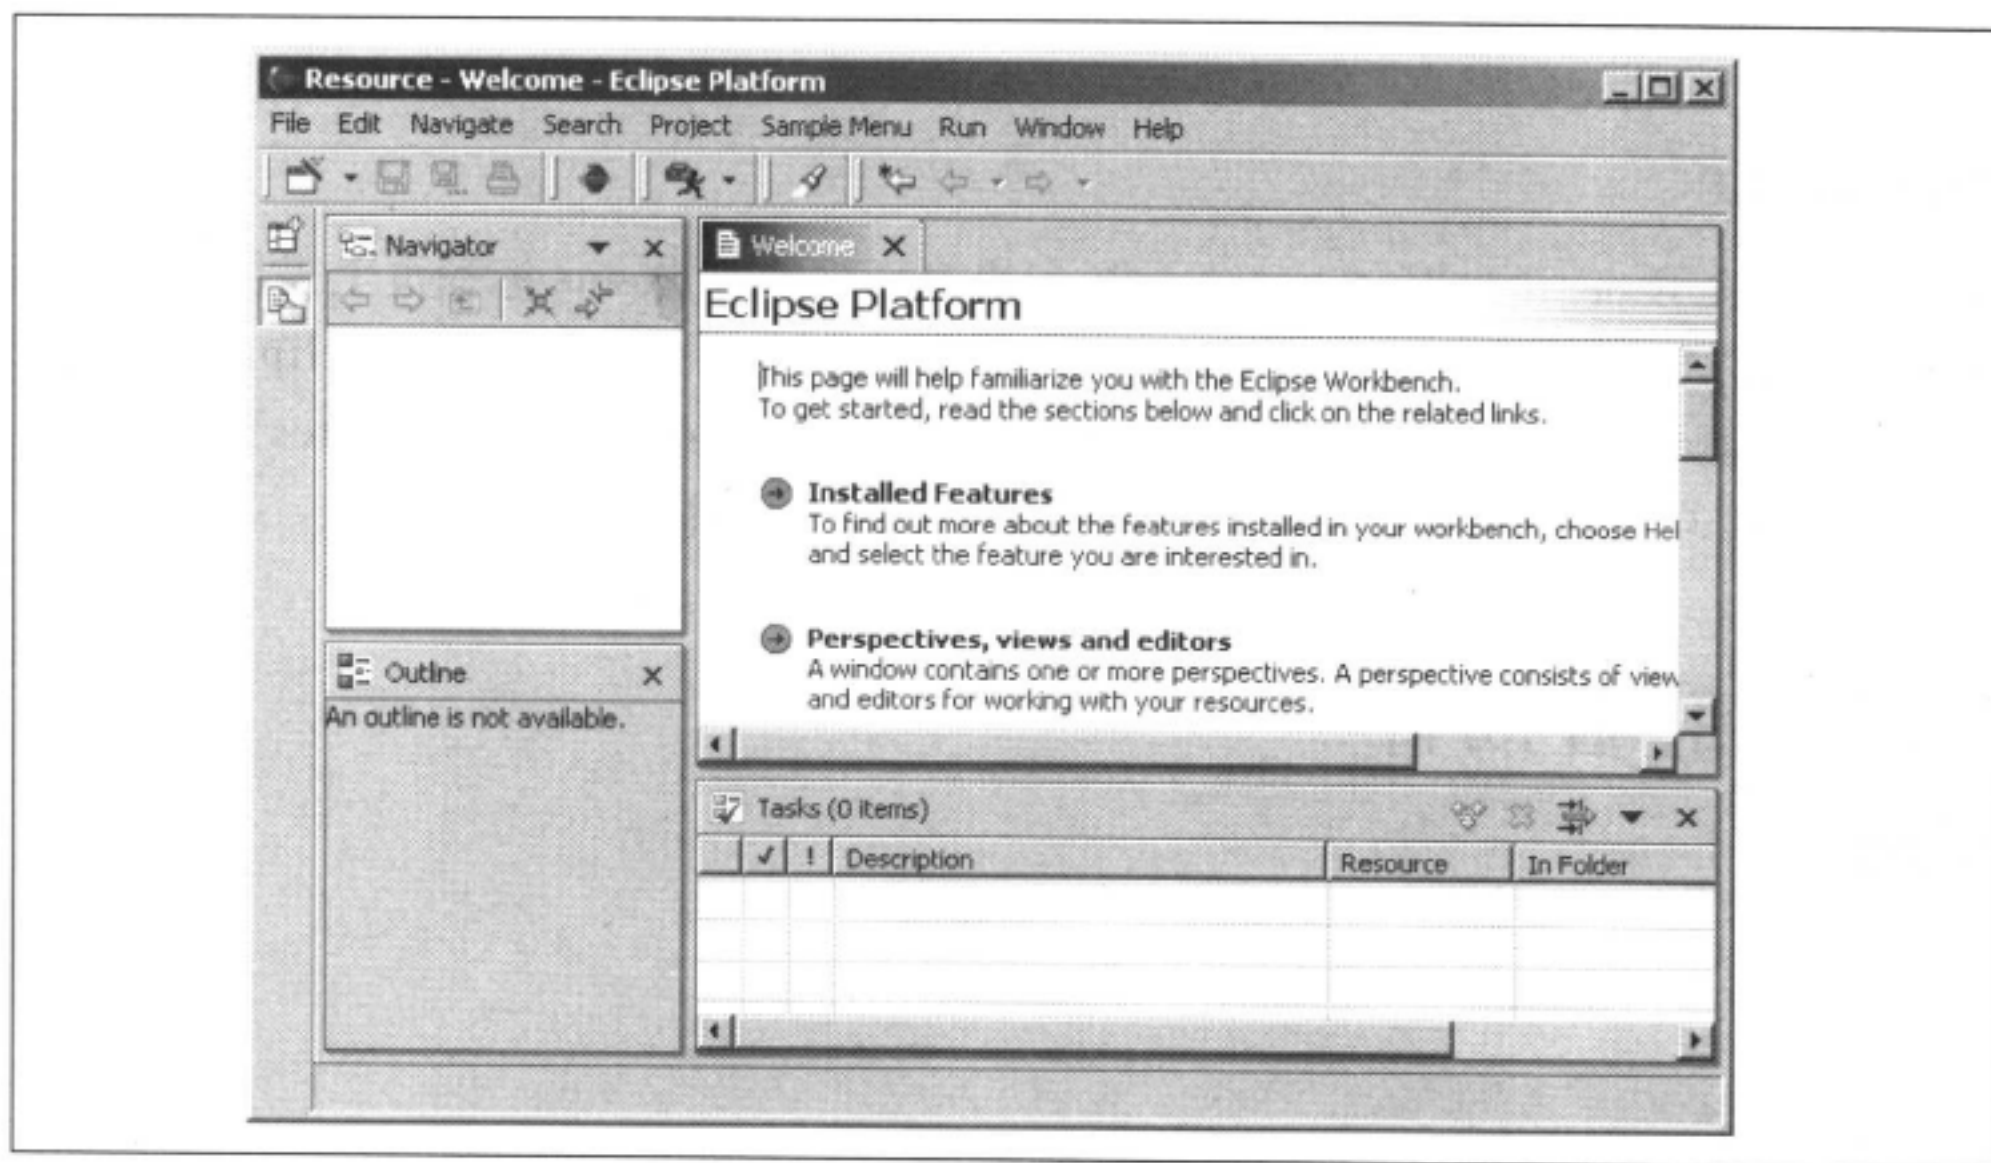 Resource - Welcome - Eclipse Platform
File Edit Navigate Search Project Sample Menu Run Window Help
Navigator
Welcome
Eclipse Platform
This page will help familiarize you with the Eclipse Workbench.
To get started, read the sections below and click on the related links.
Installed Features
To find out more about the features installed in your workbench, choose Hel
and select the feature you are interested in.
Perspectives, views and editors
A window contains one or more perspectives. A perspective consists of view
and editors for working with your resources.
Outline
An outline is not available.
Tasks (0 items)
! Description Resource In Folder